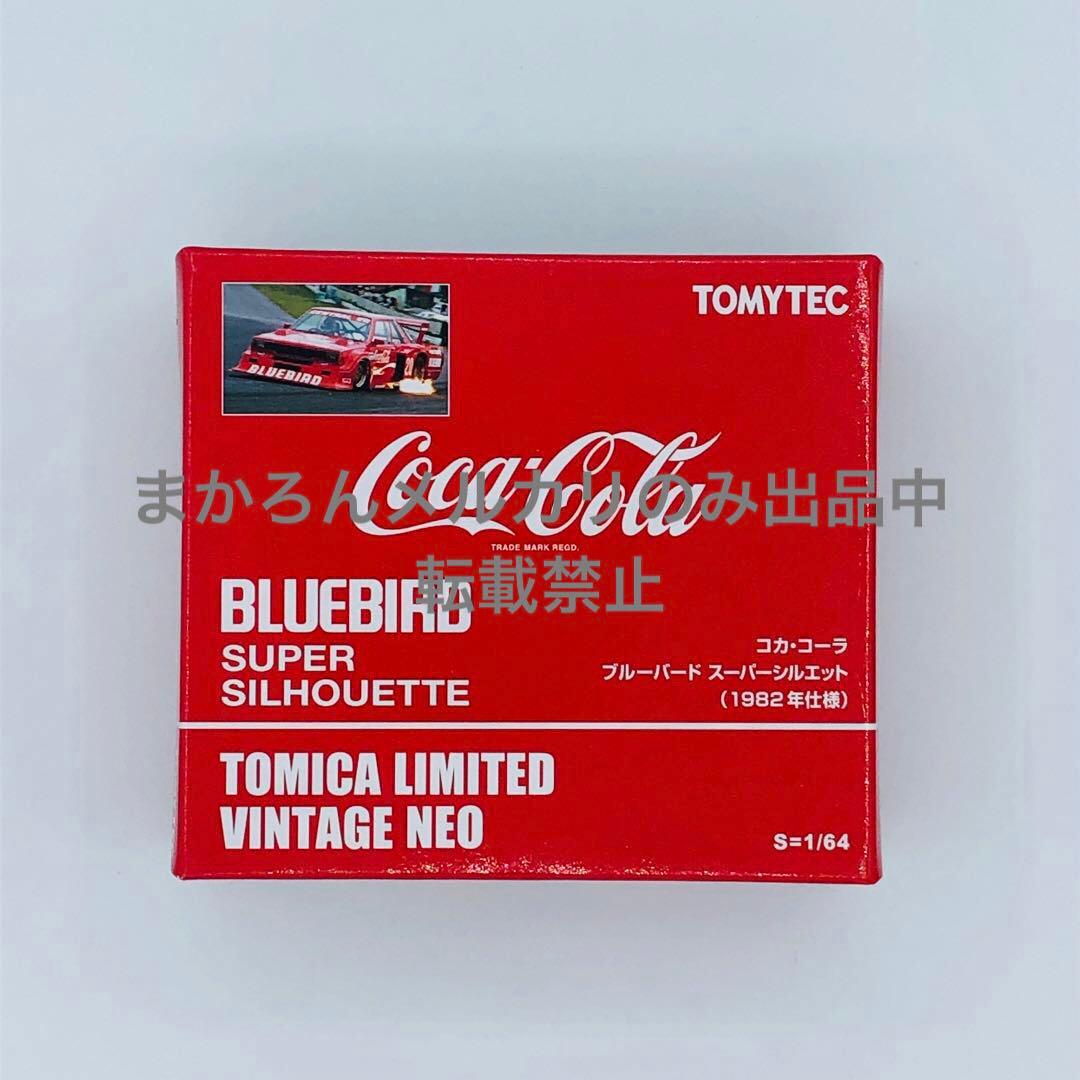 TOMYTEC
BLUEBIRD
20
Coca-Cola
まかろんメルカリのみ出品中
TRADE MARK REGD.
転載禁止
BLUEBIRD
SUPER
SILHOUETTE
コカ・コーラ
ブルーバード スーパーシルエット
(1982年仕様)
TOMICA LIMITED
VINTAGE NEO
S=1/64